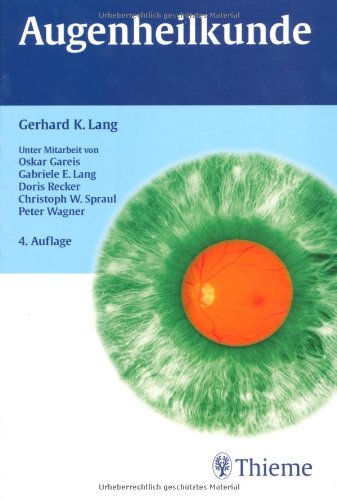 Urheberrechtlich geschütztes Material
Augenheilkunde
Gerhard K. Lang
Unter Mitarbeit von
Oskar Gareis
Gabriele E. Lang
Doris Recker
Christoph W. Spraul
Peter Wagner
4. Auflage
Thieme
Urheberrechtlich geschütztes Material